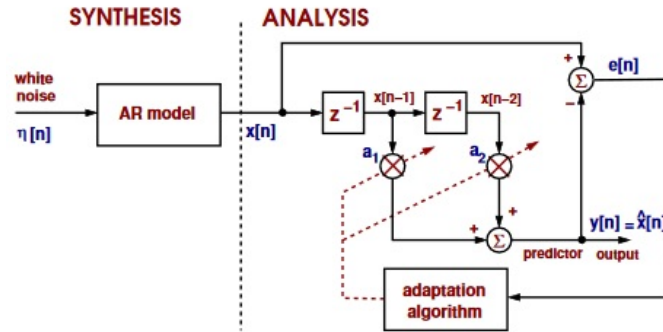 SYNTHESIS
ANALYSIS
white
noise
η[n]
AR model
x[n]
z⁻¹
x[n−1]
z⁻¹
x[n−2]
+
Σ
−
e[n]
a₁
a₂
+
+
Σ
y[n] = x̂[n]
predictor output
adaptation
algorithm